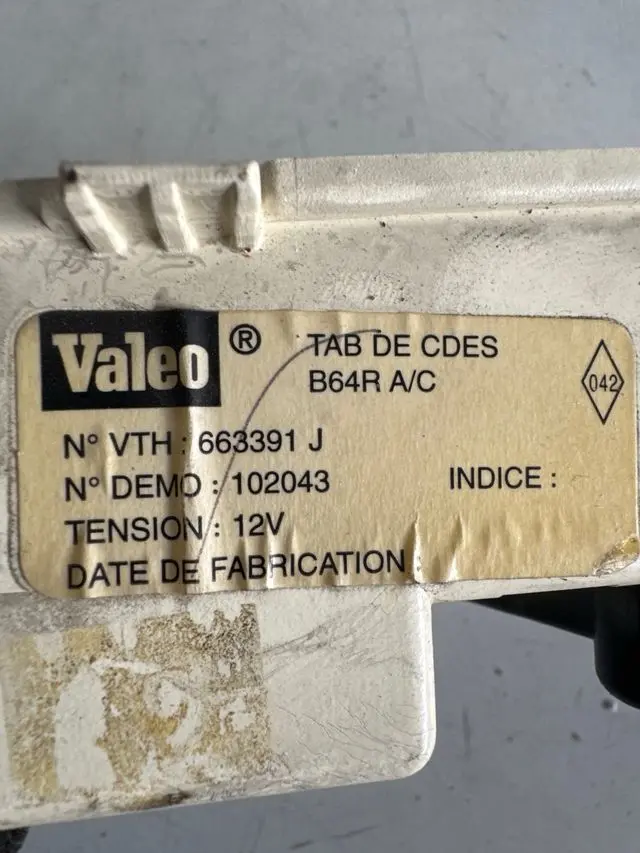 Valeo ® TAB DE CDES
B64R A/C
042
N° VTH : 663391 J
N° DEMO : 102043 INDICE :
TENSION : 12V
DATE DE FABRICATION :